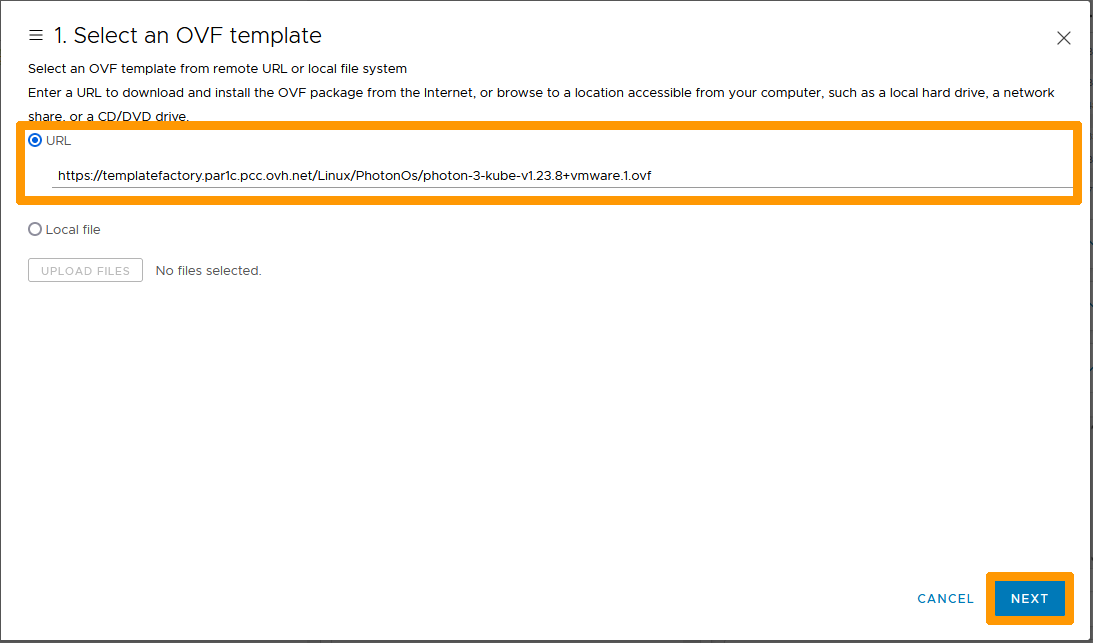 1. Select an OVF template
Select an OVF template from remote URL or local file system
Enter a URL to download and install the OVF package from the Internet, or browse to a location accessible from your computer, such as a local hard drive, a network
share, or a CD/DVD drive.
URL
https://templatefactory.par1c.pcc.ovh.net/Linux/PhotonOs/photon-3-kube-v1.23.8+vmware.1.ovf
Local file
UPLOAD FILES No files selected.
CANCEL NEXT